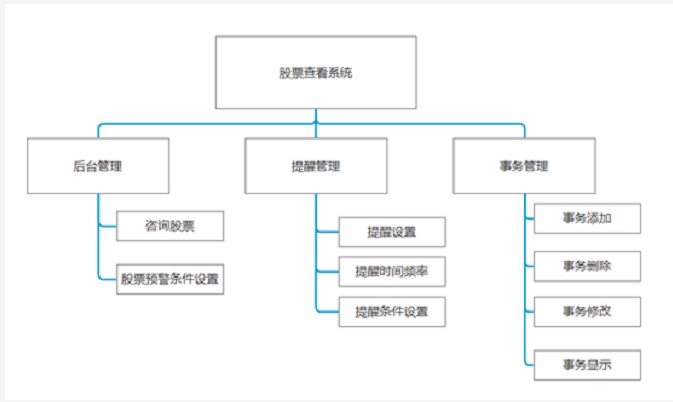 股票查看系统
后台管理
提醒管理
事务管理
咨询股票
股票预警条件设置
提醒设置
提醒时间频率
提醒条件设置
事务添加
事务删除
事务修改
事务显示